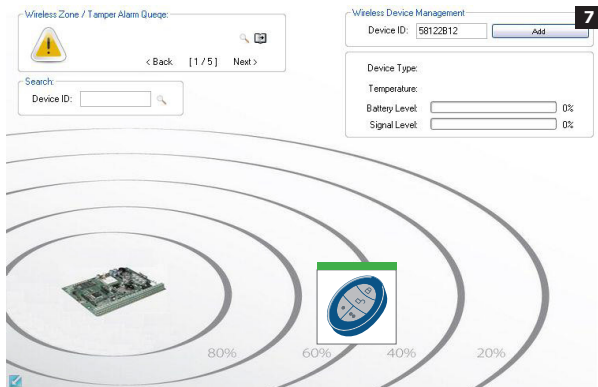 Wireless Zone / Tamper Alarm Queqe:
< Back [ 1 / 5 ] Next >
Search:
Device ID:
Wireless Device Management
7
Device ID: 58122B12 Add
Device Type:
Temperature:
Battery Level: 0%
Signal Level: 0%
80% 60% 40% 20%